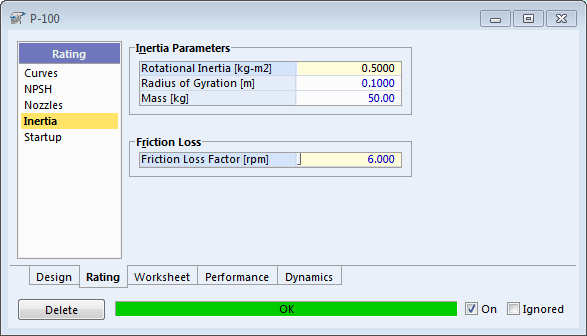 P-100
Rating
Curves
NPSH
Nozzles
Inertia
Startup
Inertia Parameters
Rotational Inertia [kg-m2] 0.5000
Radius of Gyration [m] 0.1000
Mass [kg] 50.00
Friction Loss
Friction Loss Factor [rpm] 6.000
Design Rating Worksheet Performance Dynamics
Delete OK On Ignored